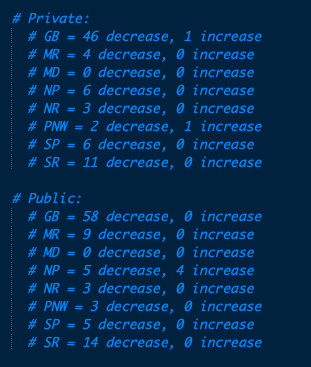 # Private:
# GB = 46 decrease, 1 increase
# MR = 4 decrease, 0 increase
# MD = 0 decrease, 0 increase
# NP = 6 decrease, 0 increase
# NR = 3 decrease, 0 increase
# PNW = 2 decrease, 1 increase
# SP = 6 decrease, 0 increase
# SR = 11 decrease, 0 increase
# Public:
# GB = 58 decrease, 0 increase
# MR = 9 decrease, 0 increase
# MD = 0 decrease, 0 increase
# NP = 5 decrease, 4 increase
# NR = 3 decrease, 0 increase
# PNW = 3 decrease, 0 increase
# SP = 5 decrease, 0 increase
# SR = 14 decrease, 0 increase